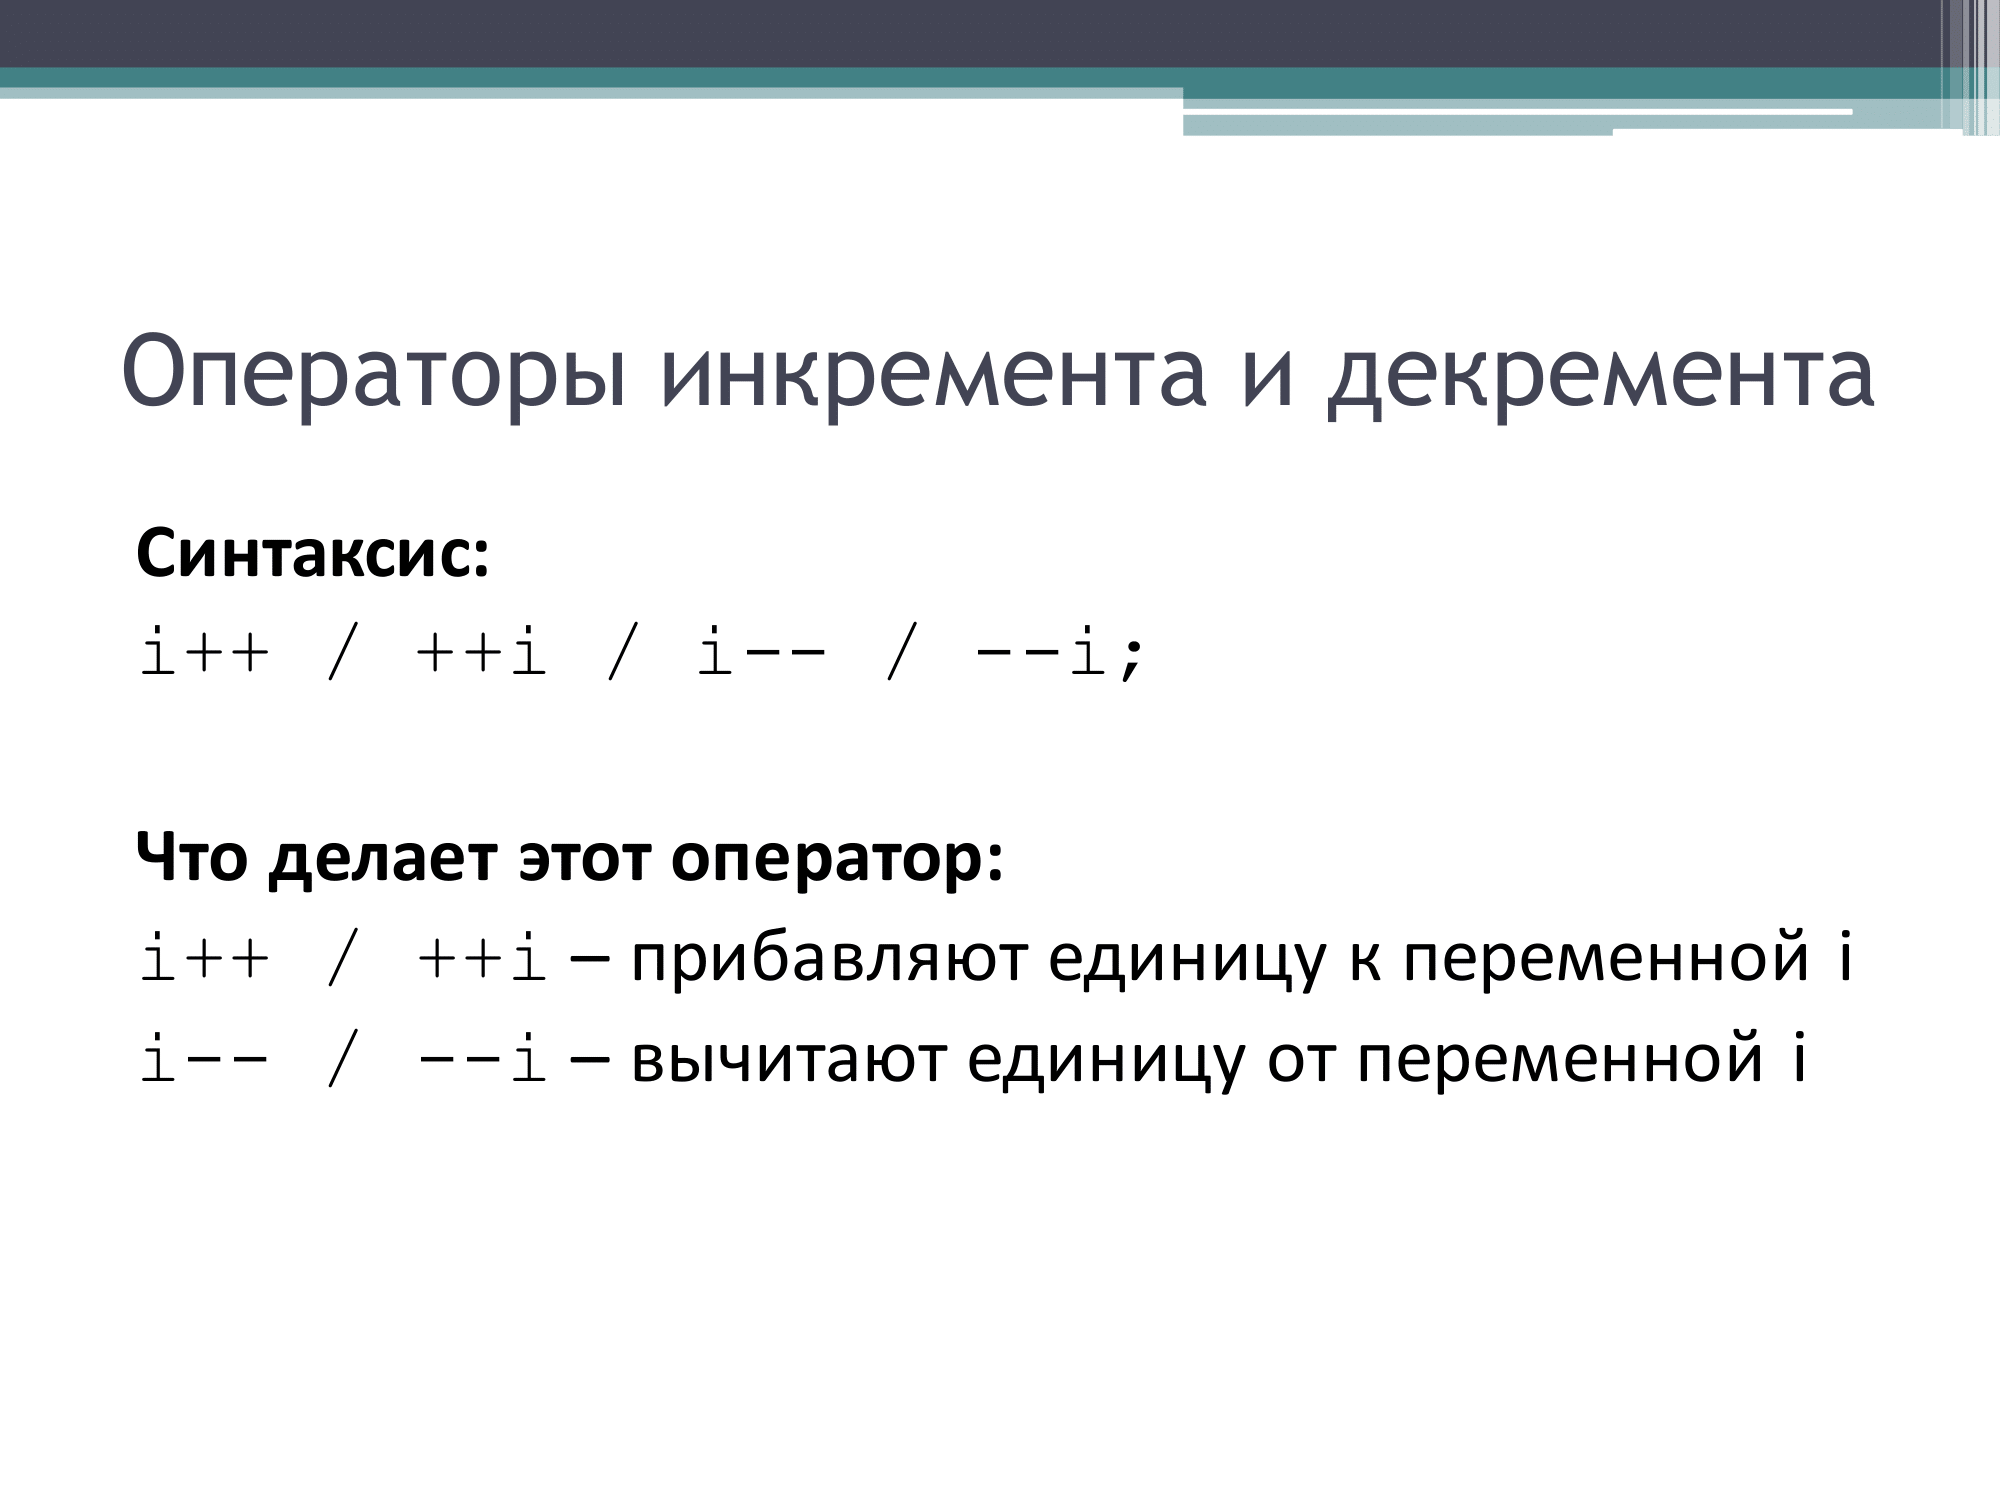 Операторы инкремента и декремента
Синтаксис:
i++ / ++i / i-- / --i;
Что делает этот оператор:
i++ / ++i – прибавляют единицу к переменной i
i-- / --i – вычитают единицу от переменной i